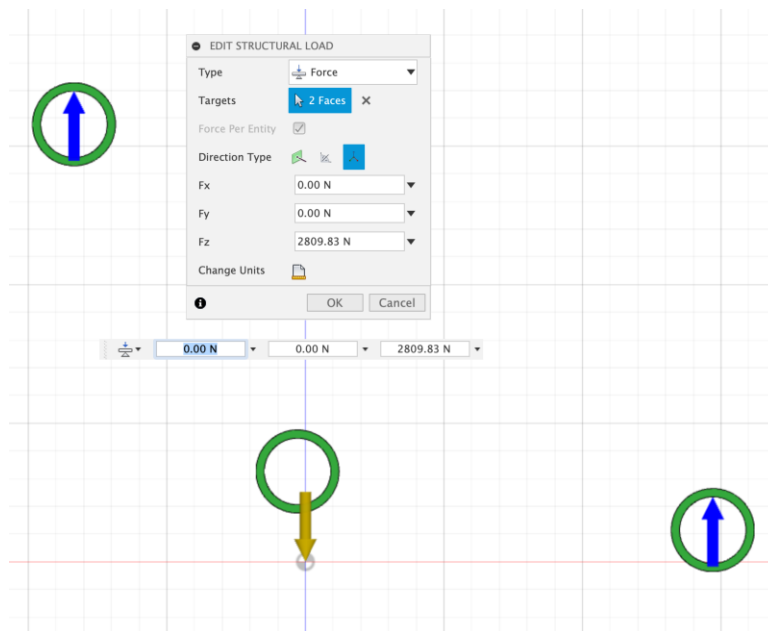 EDIT STRUCTURAL LOAD
Type Force
Targets 2 Faces
Force Per Entity
Direction Type
Fx 0.00 N
Fy 0.00 N
Fz 2809.83 N
Change Units
OK Cancel
0.00 N 0.00 N 2809.83 N